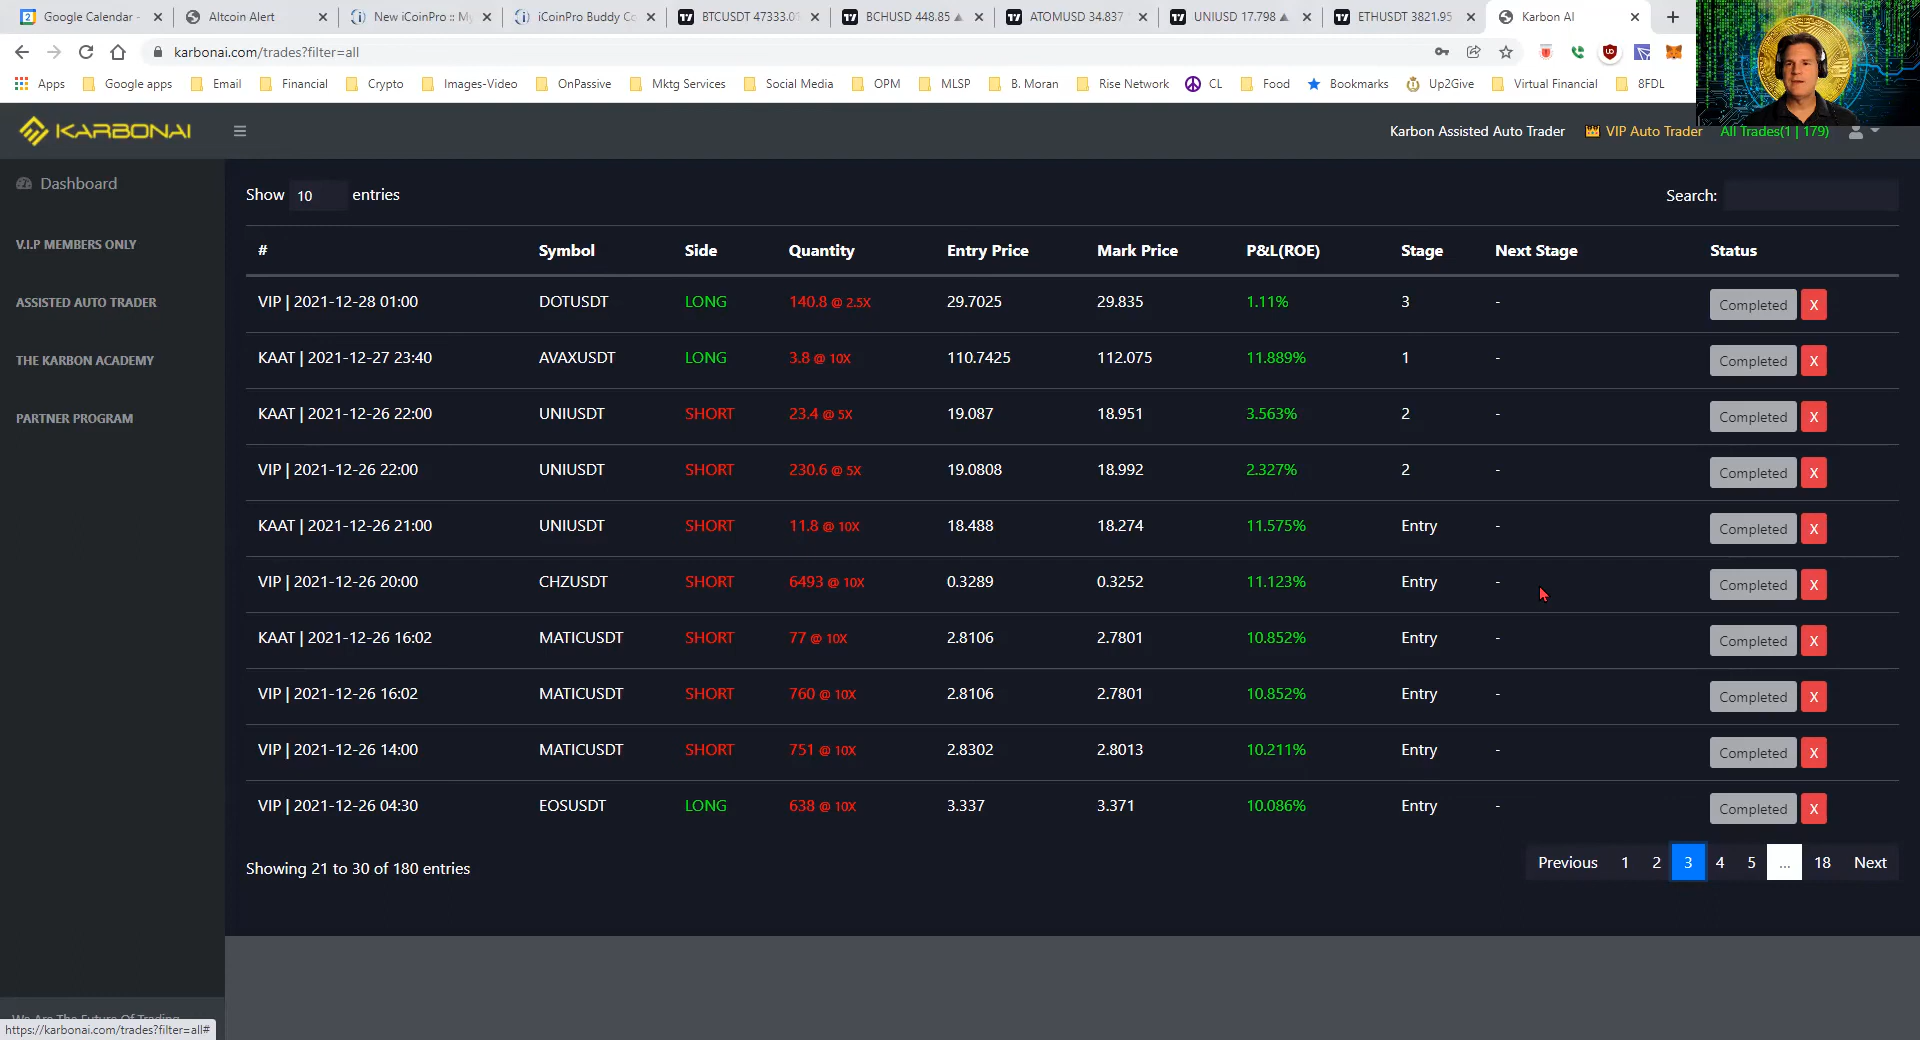 Google Calendar -
Altcoin Alert
New iCoinPro :: My
iCoinPro Buddy Co
BTCUSDT 47333.01
BCHUSD 448.85 ▲
ATOMUSD 34.837
UNIUSD 17.798 ▲
ETHUSDT 3821.95
Karbon AI
karbonai.com/trades?filter=all
Apps
Google apps
Email
Financial
Crypto
Images-Video
OnPassive
Mktg Services
Social Media
OPM
MLSP
B. Moran
Rise Network
CL
Food
Bookmarks
Up2Give
Virtual Financial
8FDL
KARBONAI
Karbon Assisted Auto Trader
VIP Auto Trader
All Trades(1 | 179)
Dashboard
V.I.P MEMBERS ONLY
ASSISTED AUTO TRADER
THE KARBON ACADEMY
PARTNER PROGRAM
Show 10 entries
Search:
# Symbol Side Quantity Entry Price Mark Price P&L(ROE) Stage Next Stage Status
VIP | 2021-12-28 01:00 DOTUSDT LONG 140.8 @ 2.5X 29.7025 29.835 1.11% 3 - Completed X
KAAT | 2021-12-27 23:40 AVAXUSDT LONG 3.8 @ 10X 110.7425 112.075 11.889% 1 - Completed X
KAAT | 2021-12-26 22:00 UNIUSDT SHORT 23.4 @ 5X 19.087 18.951 3.563% 2 - Completed X
VIP | 2021-12-26 22:00 UNIUSDT SHORT 230.6 @ 5X 19.0808 18.992 2.327% 2 - Completed X
KAAT | 2021-12-26 21:00 UNIUSDT SHORT 11.8 @ 10X 18.488 18.274 11.575% Entry - Completed X
VIP | 2021-12-26 20:00 CHZUSDT SHORT 6493 @ 10X 0.3289 0.3252 11.123% Entry - Completed X
KAAT | 2021-12-26 16:02 MATICUSDT SHORT 77 @ 10X 2.8106 2.7801 10.852% Entry - Completed X
VIP | 2021-12-26 16:02 MATICUSDT SHORT 760 @ 10X 2.8106 2.7801 10.852% Entry - Completed X
VIP | 2021-12-26 14:00 MATICUSDT SHORT 751 @ 10X 2.8302 2.8013 10.211% Entry - Completed X
VIP | 2021-12-26 04:30 EOSUSDT LONG 638 @ 10X 3.337 3.371 10.086% Entry - Completed X
Showing 21 to 30 of 180 entries
Previous 1 2 3 4 5 ... 18 Next
We Are The Future Of Trading
https://karbonai.com/trades?filter=all#